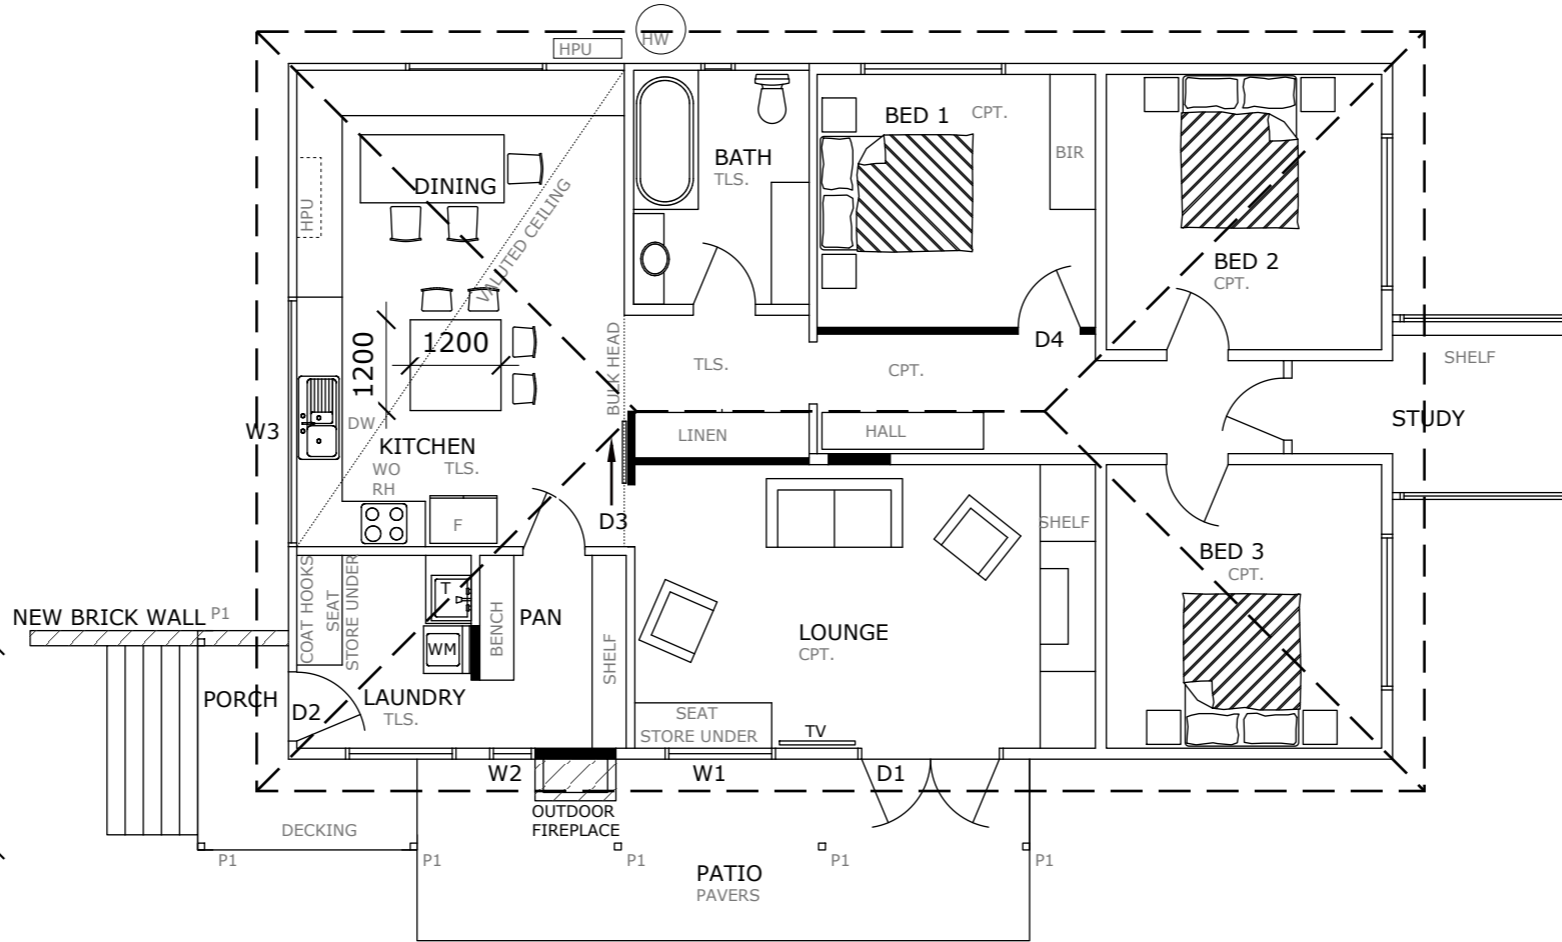 HW
HPU
BED 1
CPT.
BATH
TLS.
BIR
DINING
HPU
VALUTED CEILING
BED 2
CPT.
BULK HEAD
1200
1200
D4
TLS.
CPT.
SHELF
STUDY
W3
DW
KITCHEN
TLS.
WO
RH
LINEN
HALL
F
D3
SHELF
BED 3
CPT.
COAT HOOKS
SEAT
STORE UNDER
T
WM
BENCH
PAN
SHELF
LOUNGE
CPT.
NEW BRICK WALL
P1
PORCH
D2
LAUNDRY
TLS.
SEAT
STORE UNDER
TV
W2
W1
D1
OUTDOOR
FIREPLACE
DECKING
P1
P1
P1
P1
P1
PATIO
PAVERS